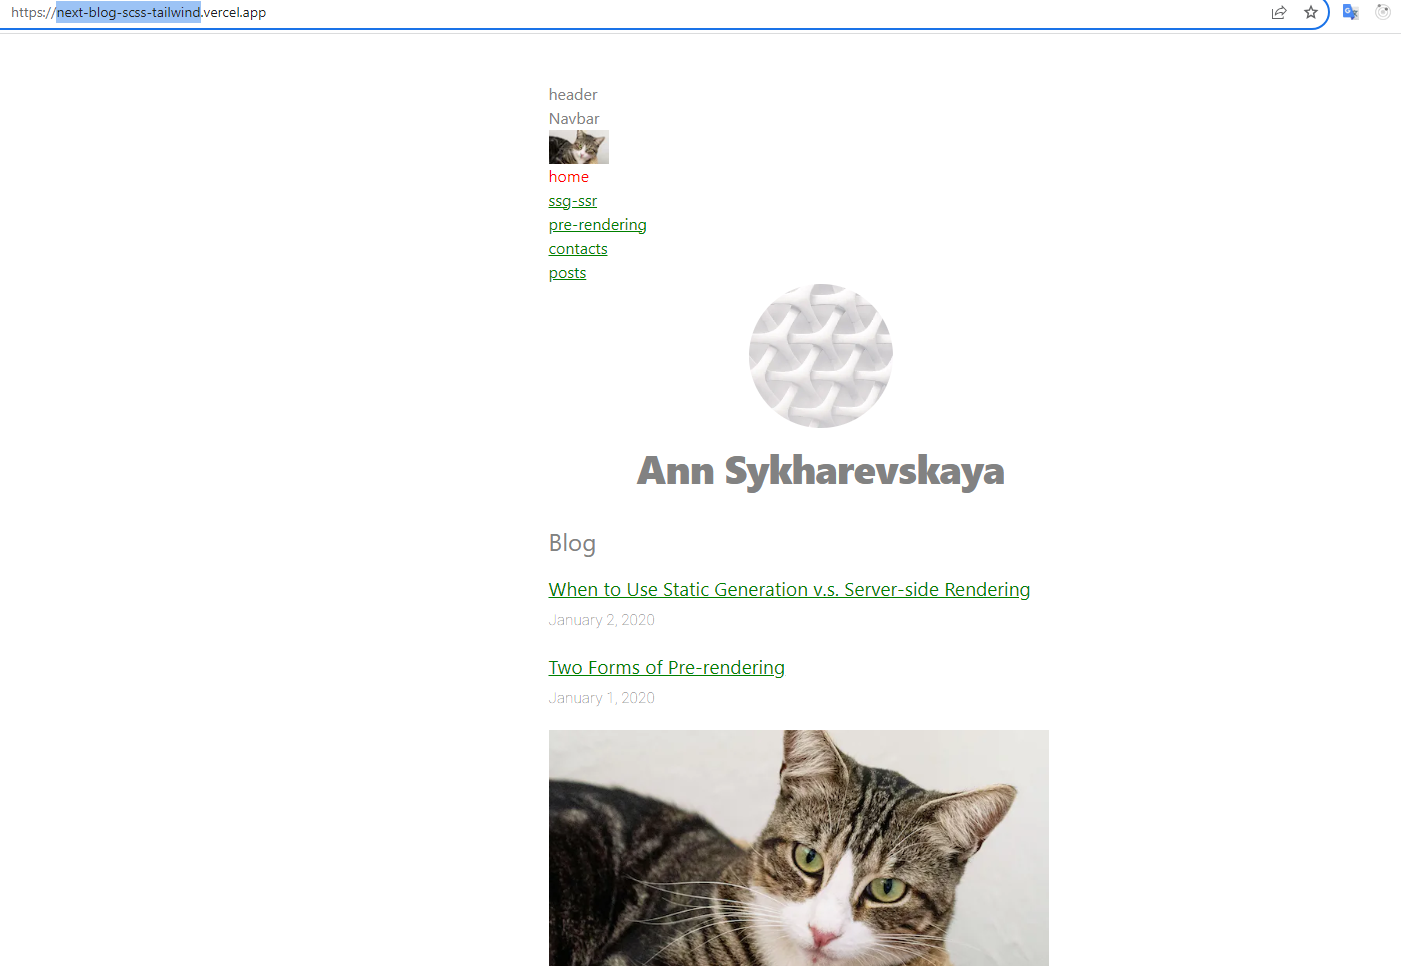 https://next-blog-scss-tailwind.vercel.app
header
Navbar
home
ssg-ssr
pre-rendering
contacts
posts
Ann Sykharevskaya
Blog
When to Use Static Generation v.s. Server-side Rendering
January 2, 2020
Two Forms of Pre-rendering
January 1, 2020